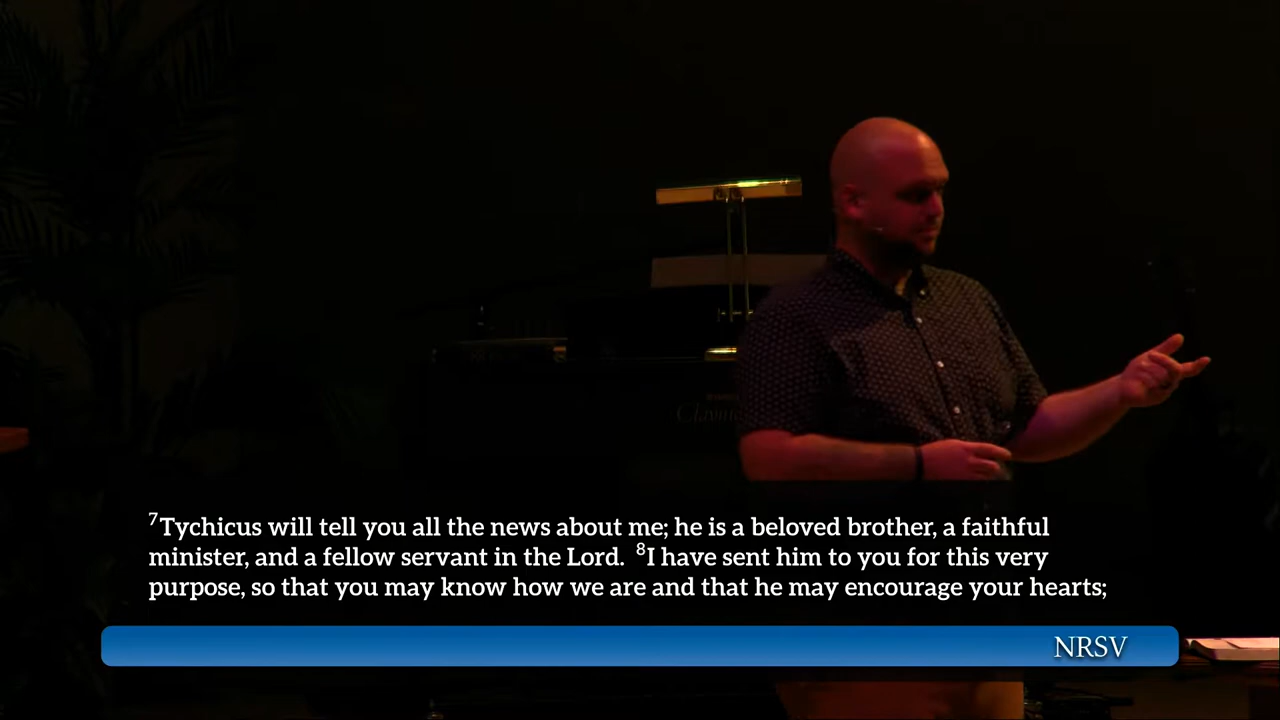 Clavin
⁷Tychicus will tell you all the news about me; he is a beloved brother, a faithful
minister, and a fellow servant in the Lord. ⁸I have sent him to you for this very
purpose, so that you may know how we are and that he may encourage your hearts;
NRSV